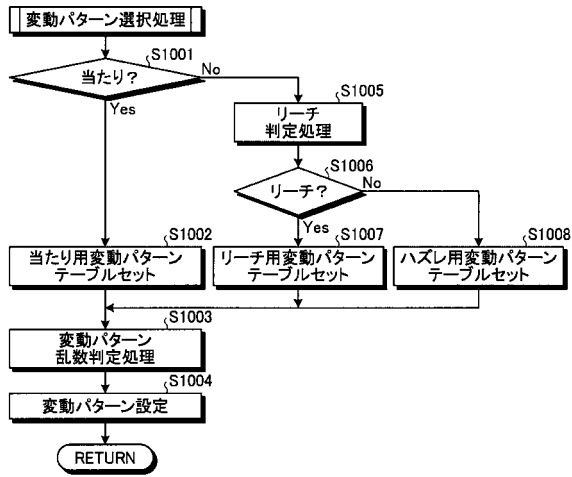 変動パターン選択処理
S1001
当たり?
No
Yes
S1005
リーチ
判定処理
S1006
リーチ?
No
Yes
S1002
当たり用変動パターン
テーブルセット
S1007
リーチ用変動パターン
テーブルセット
S1008
ハズレ用変動パターン
テーブルセット
S1003
変動パターン
乱数判定処理
S1004
変動パターン設定
RETURN